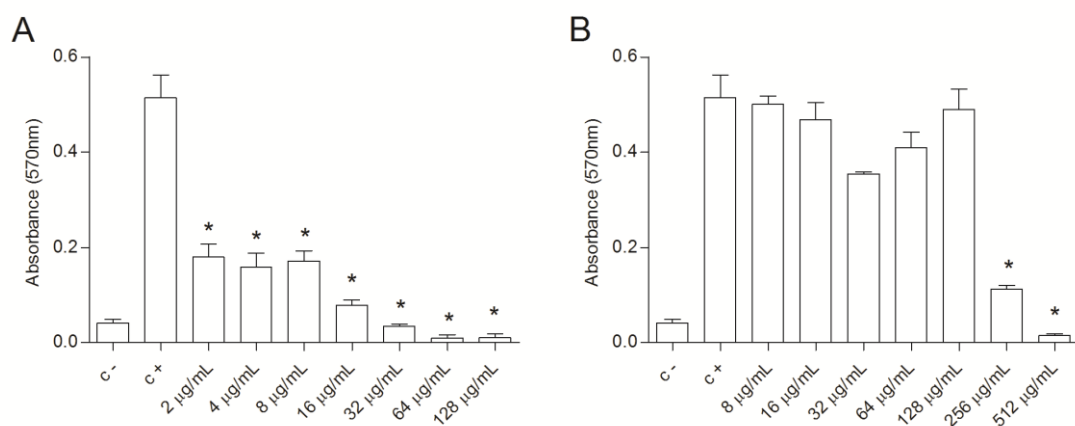 A
Absorbance (570nm)
0.6
0.4
0.2
0.0
*
*
*
*
*
*
*
c -
c +
2 µg/mL
4 µg/mL
8 µg/mL
16 µg/mL
32 µg/mL
64 µg/mL
128 µg/mL
B
Absorbance (570nm)
0.6
0.4
0.2
0.0
*
*
c -
c +
8 µg/mL
16 µg/mL
32 µg/mL
64 µg/mL
128 µg/mL
256 µg/mL
512 µg/mL